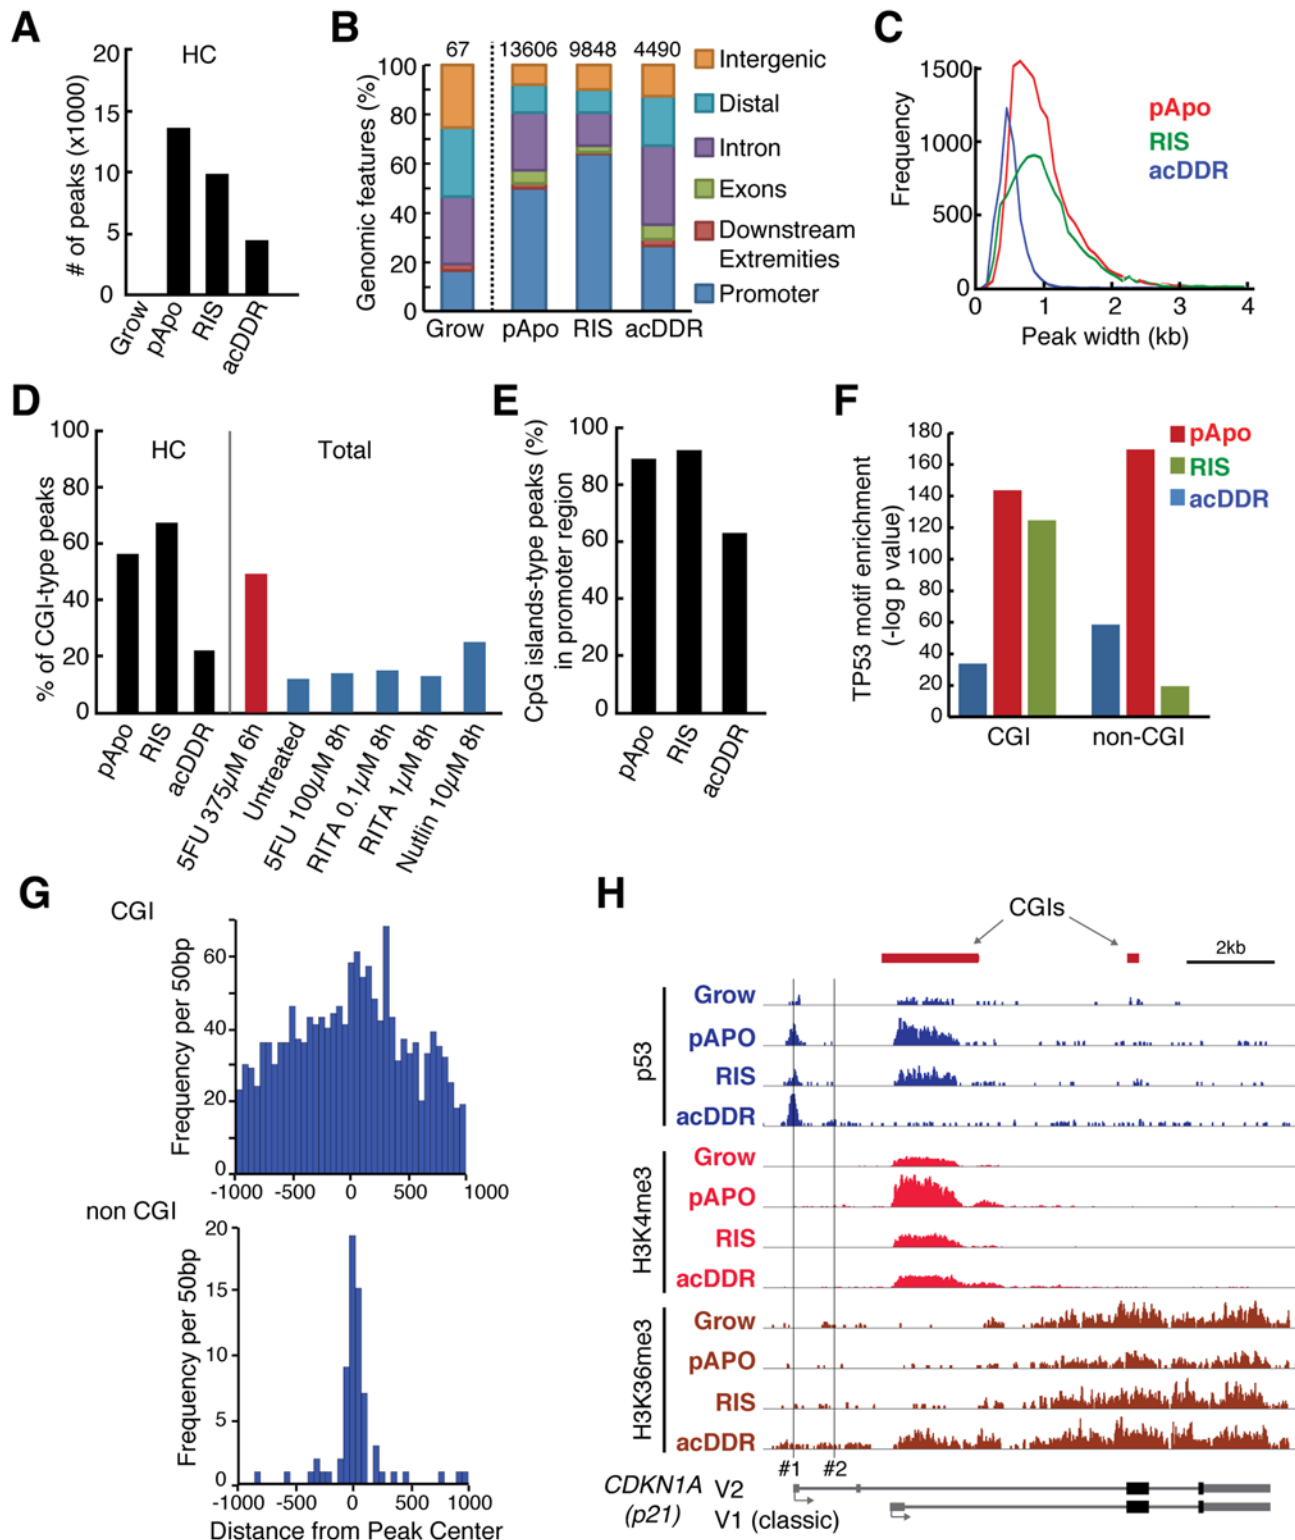 A
HC
# of peaks (x1000)
20
15
10
5
0
Grow
pApo
RIS
acDDR
B
67
13606
9848
4490
Genomic features (%)
100
80
60
40
20
0
Grow
pApo
RIS
acDDR
Intergenic
Distal
Intron
Exons
Downstream
Extremities
Promoter
C
Frequency
1500
1000
500
0
0
1
2
3
4
Peak width (kb)
pApo
RIS
acDDR
D
% of CGI-type peaks
100
80
60
40
20
0
HC
Total
pApo
RIS
acDDR
5FU 375µM 6h
Untreated
5FU 100µM 8h
RITA 0.1µM 8h
RITA 1µM 8h
Nutlin 10µM 8h
E
CpG islands-type peaks (%)
in promoter region
100
80
60
40
20
0
pApo
RIS
acDDR
F
TP53 motif enrichment
(-log p value)
180
160
140
120
100
80
60
40
20
0
CGI
non-CGI
pApo
RIS
acDDR
G
CGI
Frequency per 50bp
60
40
20
0
-1000
-500
0
500
1000
non CGI
Frequency per 50bp
20
15
10
5
0
-1000
-500
0
500
1000
Distance from Peak Center
H
CGIs
2kb
p53
Grow
pAPO
RIS
acDDR
H3K4me3
Grow
pAPO
RIS
acDDR
H3K36me3
Grow
pAPO
RIS
acDDR
#1
#2
CDKN1A
(p21)
V2
V1 (classic)